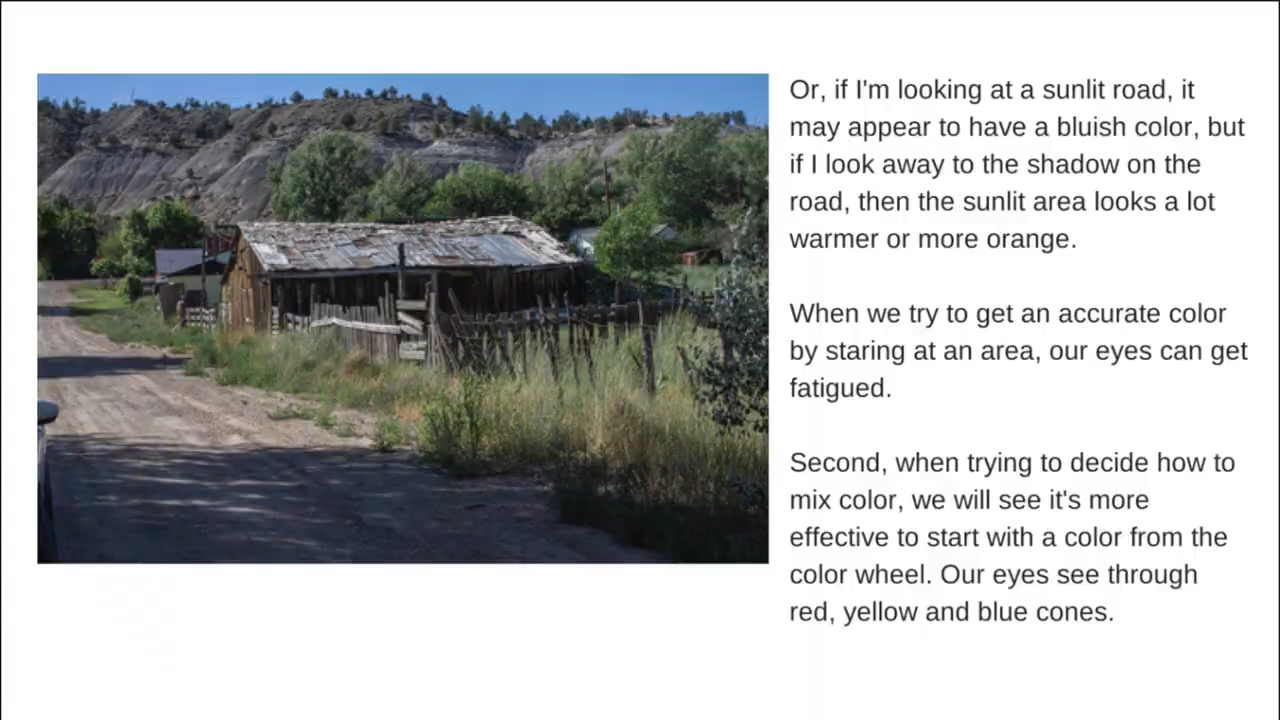 Or, if I'm looking at a sunlit road, it
may appear to have a bluish color, but
if I look away to the shadow on the
road, then the sunlit area looks a lot
warmer or more orange.
When we try to get an accurate color
by staring at an area, our eyes can get
fatigued.
Second, when trying to decide how to
mix color, we will see it's more
effective to start with a color from the
color wheel. Our eyes see through
red, yellow and blue cones.